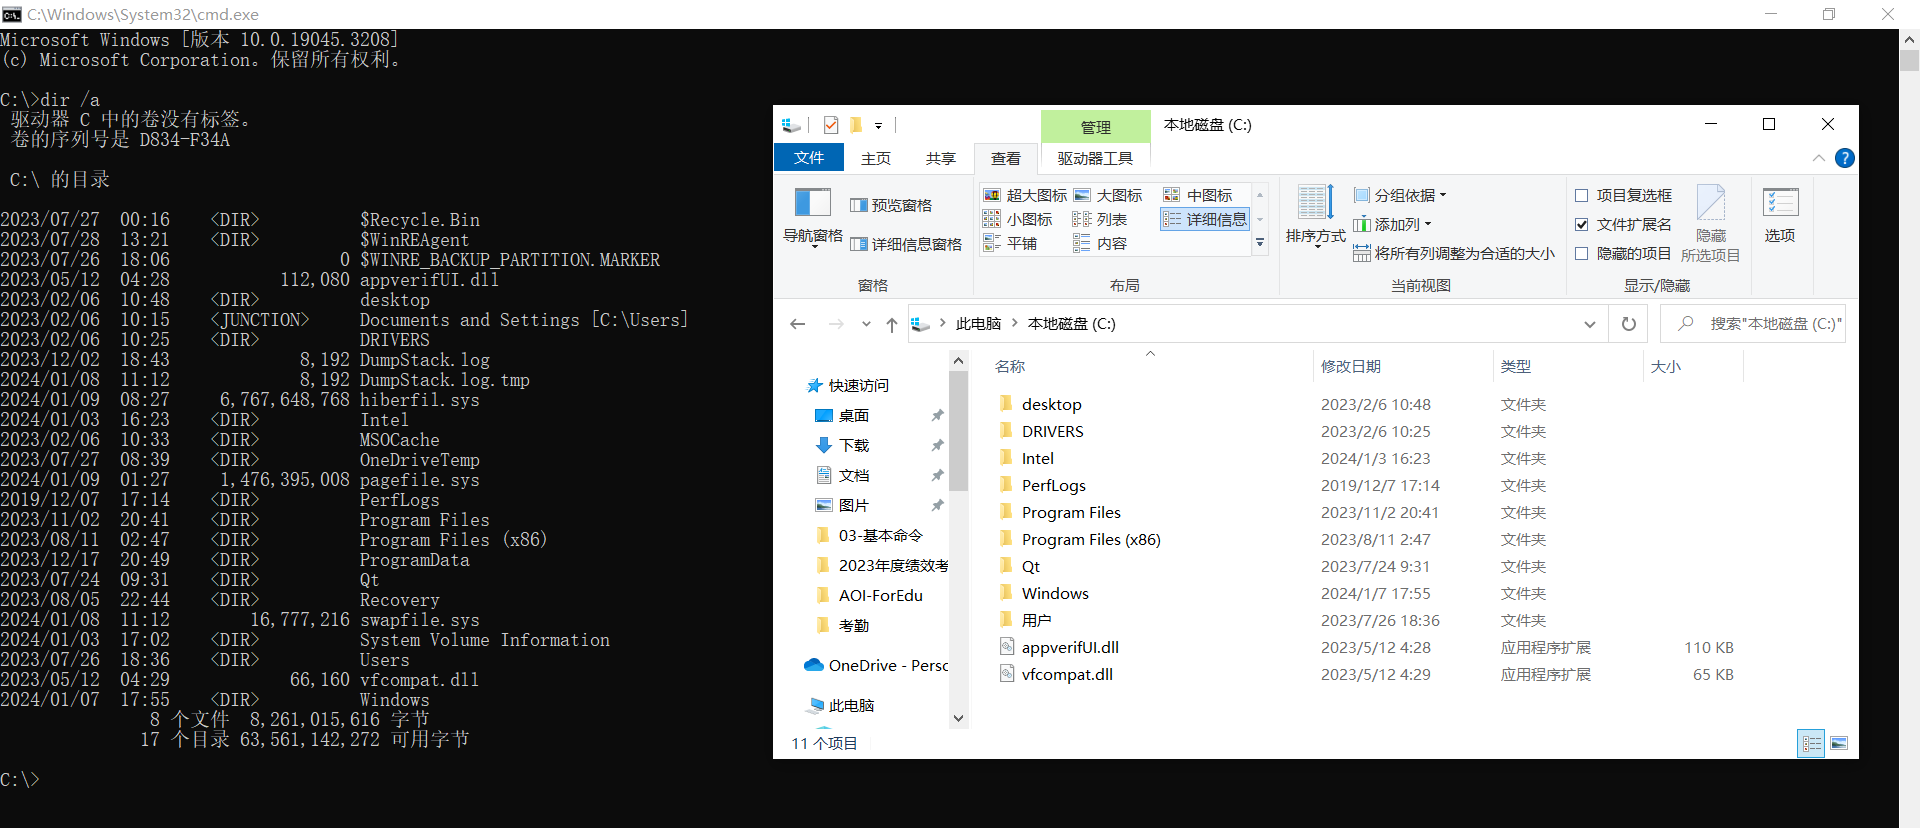 C:\Windows\System32\cmd.exe
Microsoft Windows [版本 10.0.19045.3208]
(c) Microsoft Corporation。保留所有权利。
C:\>dir /a
驱动器 C 中的卷没有标签。
卷的序列号是 D834-F34A
C:\ 的目录
2023/07/27  00:16    <DIR>          $Recycle.Bin
2023/07/28  13:21    <DIR>          $WinREAgent
2023/07/26  18:06                 0 $WINRE_BACKUP_PARTITION.MARKER
2023/05/12  04:28           112,080 appverifUI.dll
2023/02/06  10:48    <DIR>          desktop
2023/02/06  10:15    <JUNCTION>     Documents and Settings [C:\Users]
2023/02/06  10:25    <DIR>          DRIVERS
2023/12/02  18:43             8,192 DumpStack.log
2024/01/08  11:12             8,192 DumpStack.log.tmp
2024/01/09  08:27     6,767,648,768 hiberfil.sys
2024/01/03  16:23    <DIR>          Intel
2023/02/06  10:33    <DIR>          MSOCache
2023/07/27  08:39    <DIR>          OneDriveTemp
2024/01/09  01:27     1,476,395,008 pagefile.sys
2019/12/07  17:14    <DIR>          PerfLogs
2023/11/02  20:41    <DIR>          Program Files
2023/08/11  02:47    <DIR>          Program Files (x86)
2023/12/17  20:49    <DIR>          ProgramData
2023/07/24  09:31    <DIR>          Qt
2023/08/05  22:44    <DIR>          Recovery
2024/01/08  11:12        16,777,216 swapfile.sys
2024/01/03  17:02    <DIR>          System Volume Information
2023/07/26  18:36    <DIR>          Users
2023/05/12  04:29            66,160 vfcompat.dll
2024/01/07  17:55    <DIR>          Windows
8 个文件  8,261,015,616 字节
17 个目录 63,561,142,272 可用字节
C:\>
管理 本地磁盘 (C:)
文件 主页 共享 查看 驱动器工具
导航窗格
预览窗格
详细信息窗格
窗格
超大图标 大图标 中图标
小图标 列表 详细信息
平铺 内容
布局
排序方式
分组依据
添加列
将所有列调整为合适的大小
当前视图
项目复选框
文件扩展名
隐藏的项目
隐藏
所选项目
显示/隐藏
选项
此电脑 本地磁盘 (C:)
搜索"本地磁盘 (C:)"
快速访问
桌面
下载
文档
图片
03-基本命令
2023年度绩效考
AOI-ForEdu
考勤
OneDrive - Persc
此电脑
名称 修改日期 类型 大小
desktop 2023/2/6 10:48 文件夹
DRIVERS 2023/2/6 10:25 文件夹
Intel 2024/1/3 16:23 文件夹
PerfLogs 2019/12/7 17:14 文件夹
Program Files 2023/11/2 20:41 文件夹
Program Files (x86) 2023/8/11 2:47 文件夹
Qt 2023/7/24 9:31 文件夹
Windows 2024/1/7 17:55 文件夹
用户 2023/7/26 18:36 文件夹
appverifUI.dll 2023/5/12 4:28 应用程序扩展 110 KB
vfcompat.dll 2023/5/12 4:29 应用程序扩展 65 KB
11 个项目